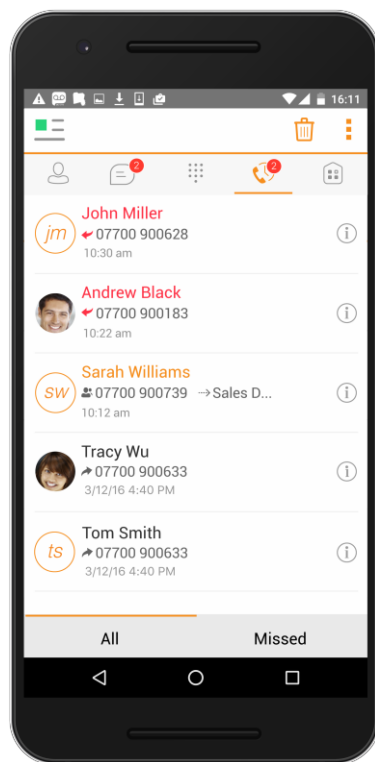 16:11
2
2
jm
John Miller
07700 900628
10:30 am
Andrew Black
07700 900183
10:22 am
sw
Sarah Williams
07700 900739 Sales D...
10:12 am
Tracy Wu
07700 900633
3/12/16 4:40 PM
ts
Tom Smith
07700 900633
3/12/16 4:40 PM
All Missed